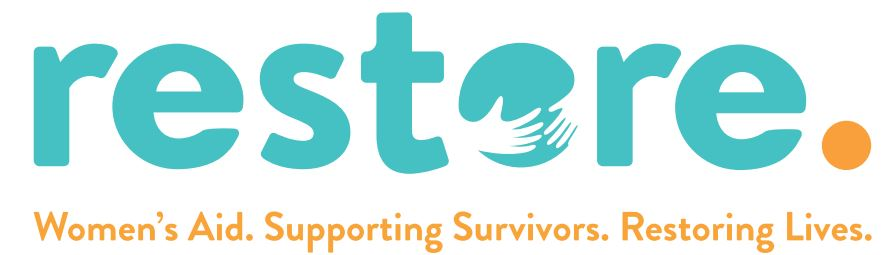 restore.
Women’s Aid. Supporting Survivors. Restoring Lives.